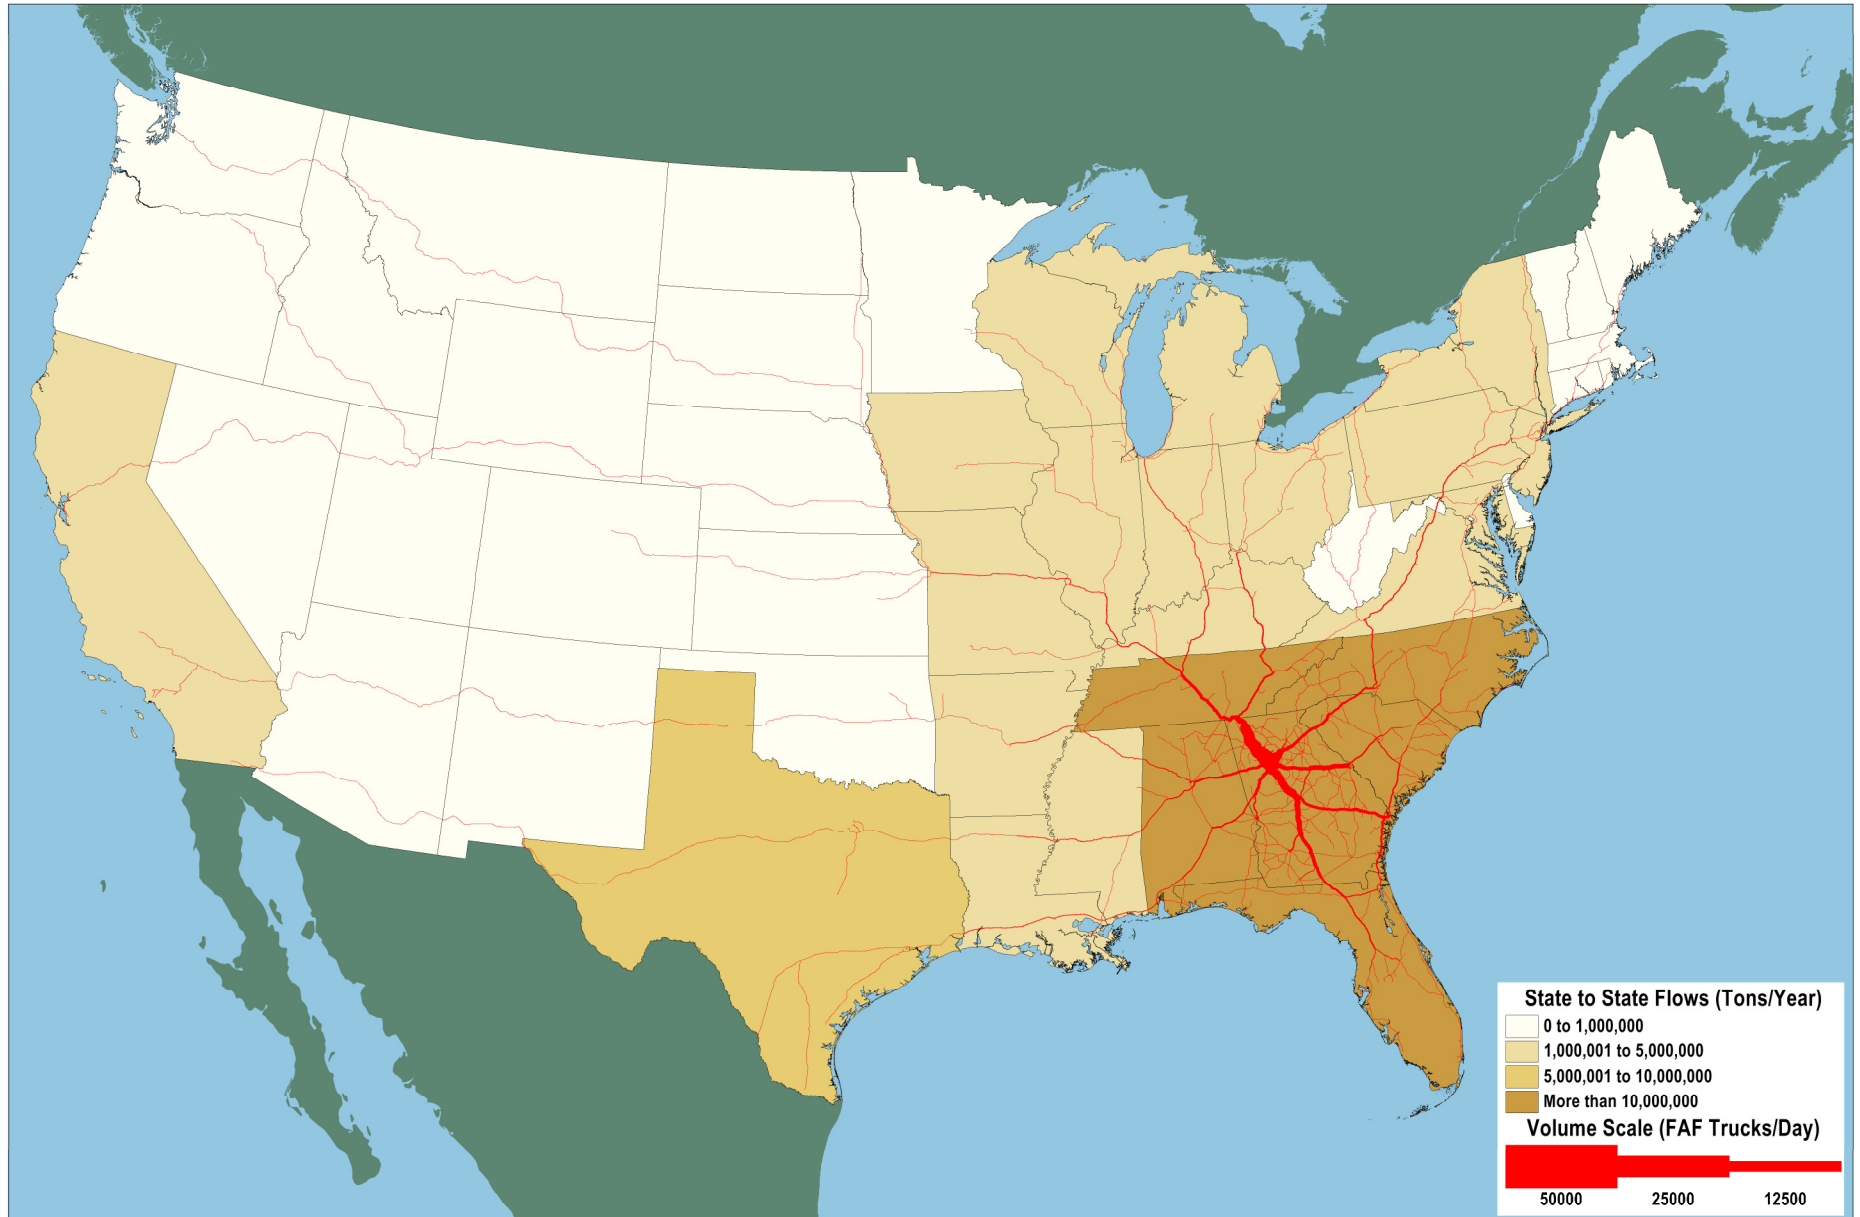 State to State Flows (Tons/Year)
0 to 1,000,000
1,000,001 to 5,000,000
5,000,001 to 10,000,000
More than 10,000,000
Volume Scale (FAF Trucks/Day)
50000 25000 12500